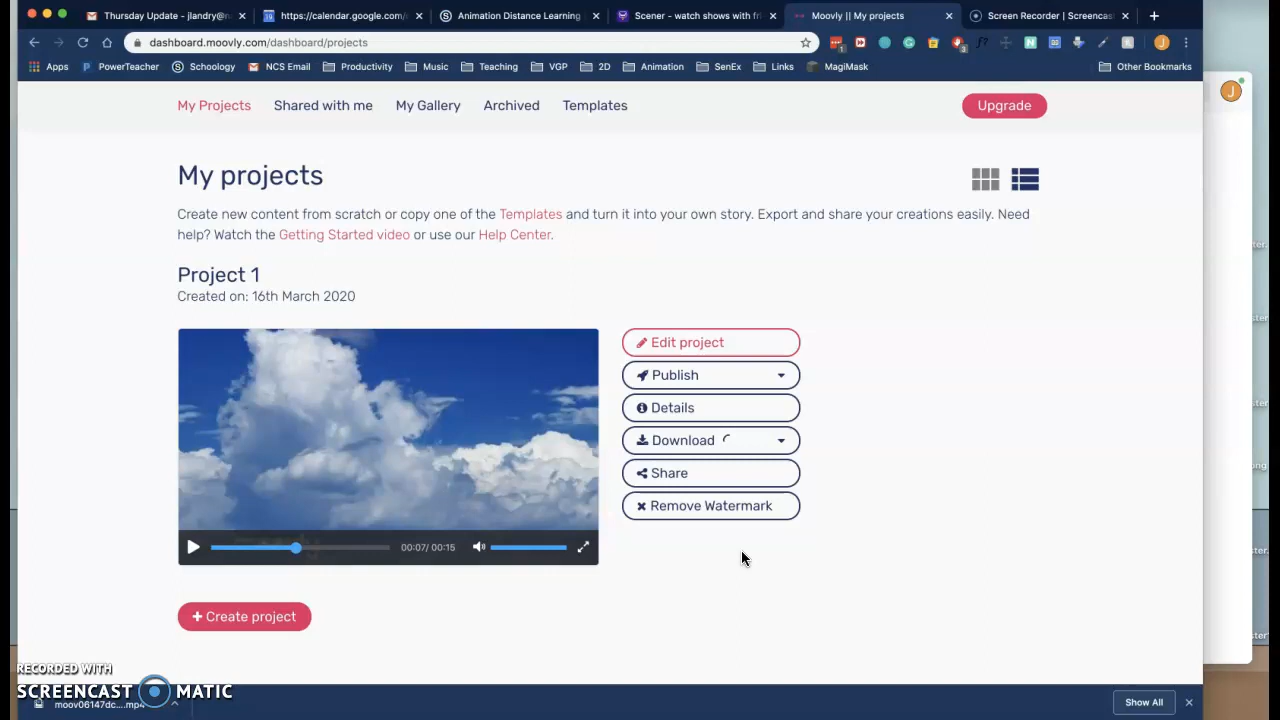 Thursday Update - jlandry@n
https://calendar.google.com/
Animation Distance Learning
Scener - watch shows with fri
Moovly || My projects
Screen Recorder | Screencas
dashboard.moovly.com/dashboard/projects
Apps PowerTeacher Schoology NCS Email Productivity Music Teaching VGP 2D Animation SenEx Links MagiMask Other Bookmarks
My Projects Shared with me My Gallery Archived Templates Upgrade
My projects
Create new content from scratch or copy one of the Templates and turn it into your own story. Export and share your creations easily. Need
help? Watch the Getting Started video or use our Help Center.
Project 1
Created on: 16th March 2020
Edit project
Publish
Details
Download
Share
Remove Watermark
00:07/ 00:15
+ Create project
RECORDED WITH
SCREENCAST MATIC
moov06147dc....mp4
Show All